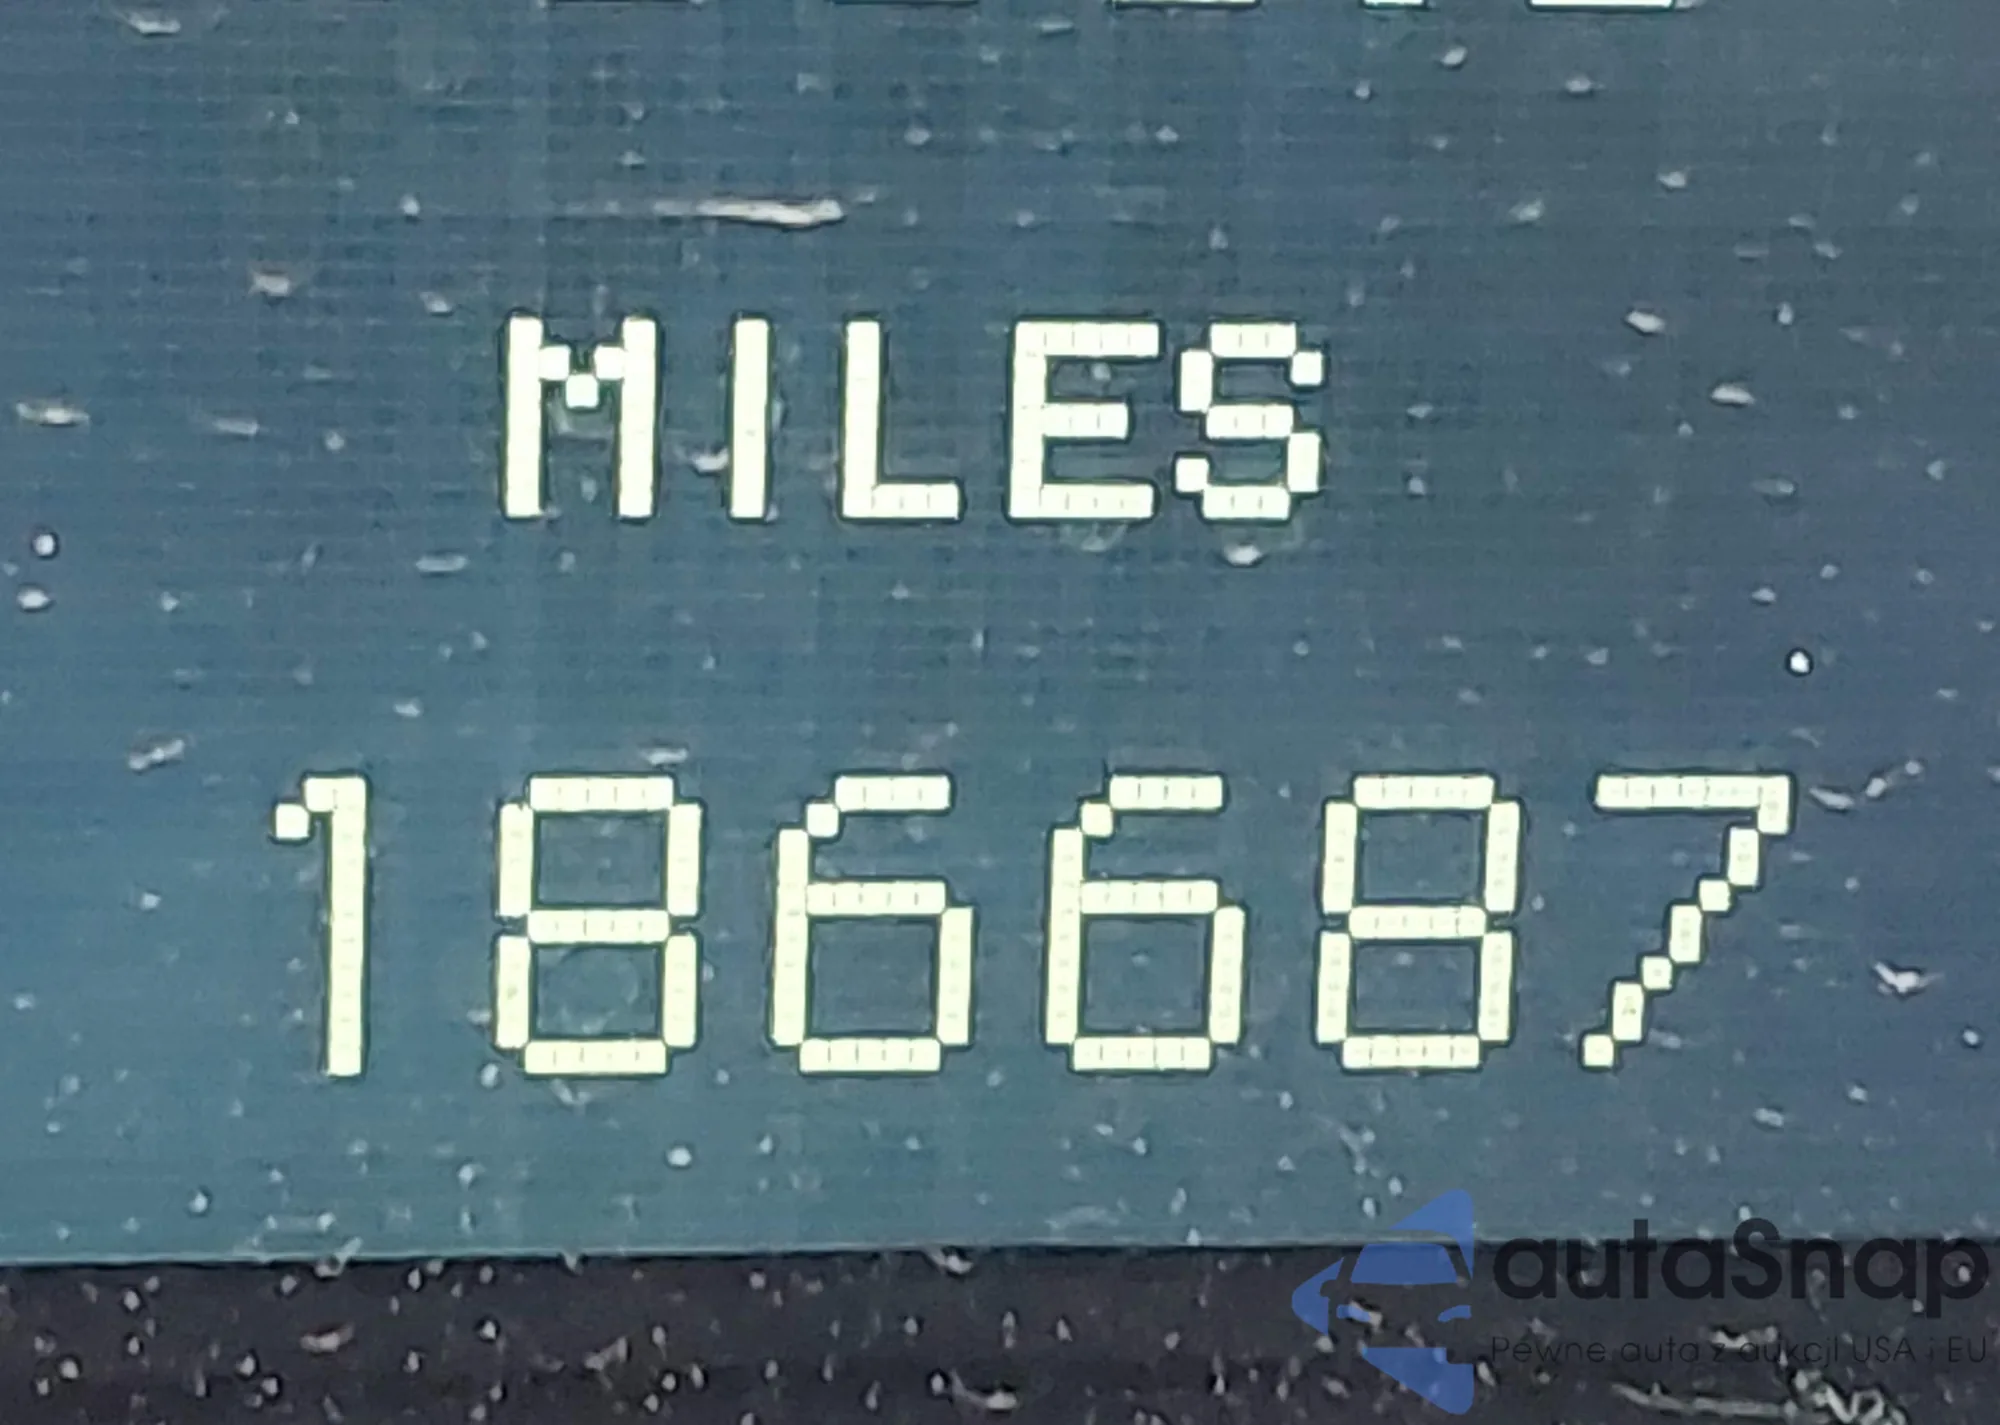 MILES
186687
autaSnap
Pewne auta z aukcji USA i EU